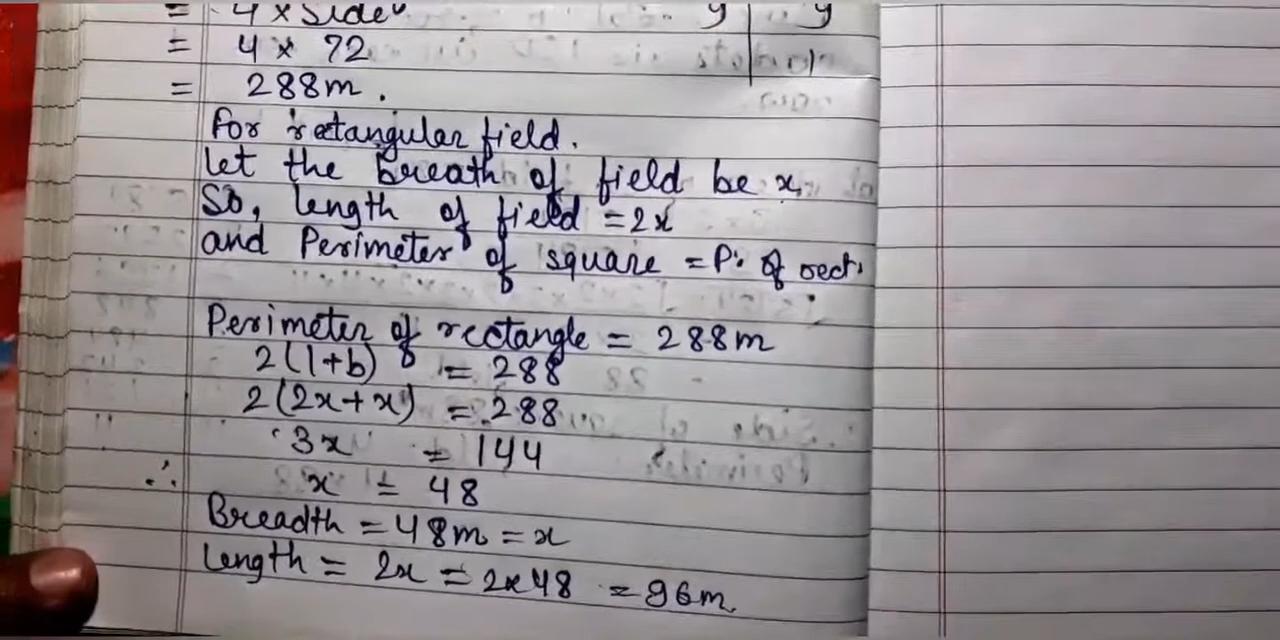 = 4 × Side
= 4 × 72
= 288m.
for rectangular field.
let the breath of field be x,
So, length of field = 2x
and Perimeter of square = P. of rect.
Perimeter of rectangle = 288m
2(l+b) = 288
2(2x+x) = 288
3x = 144
∴ x = 48
Breadth = 48m = x
Length = 2x = 2×48 = 96m.